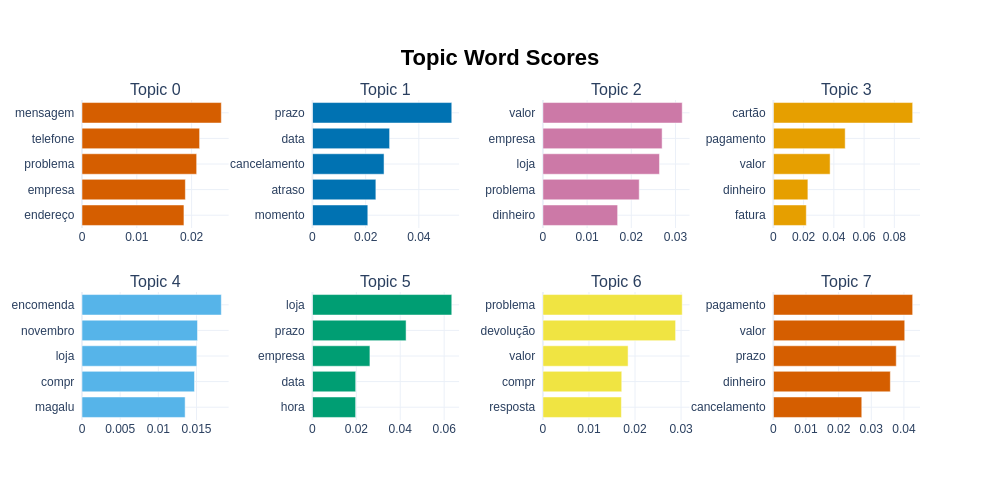 Topic Word Scores
Topic 0
mensagem
telefone
problema
empresa
endereço
0 0.01 0.02
Topic 1
prazo
data
cancelamento
atraso
momento
0 0.02 0.04
Topic 2
valor
empresa
loja
problema
dinheiro
0 0.01 0.02 0.03
Topic 3
cartão
pagamento
valor
dinheiro
fatura
0 0.02 0.04 0.06 0.08
Topic 4
encomenda
novembro
loja
compr
magalu
0 0.005 0.01 0.015
Topic 5
loja
prazo
empresa
data
hora
0 0.02 0.04 0.06
Topic 6
problema
devolução
valor
compr
resposta
0 0.01 0.02 0.03
Topic 7
pagamento
valor
prazo
dinheiro
cancelamento
0 0.01 0.02 0.03 0.04